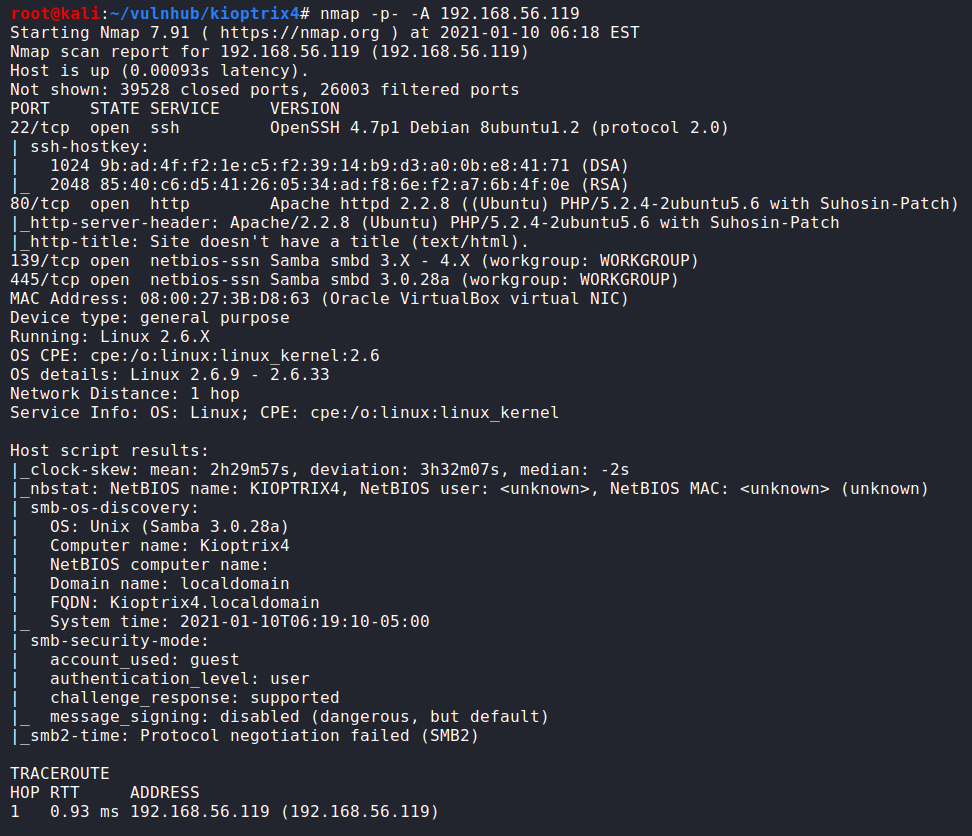 root@kali:~/vulnhub/kioptrix4# nmap -p- -A 192.168.56.119
Starting Nmap 7.91 ( https://nmap.org ) at 2021-01-10 06:18 EST
Nmap scan report for 192.168.56.119 (192.168.56.119)
Host is up (0.00093s latency).
Not shown: 39528 closed ports, 26003 filtered ports
PORT    STATE SERVICE     VERSION
22/tcp  open  ssh         OpenSSH 4.7p1 Debian 8ubuntu1.2 (protocol 2.0)
| ssh-hostkey:
|   1024 9b:ad:4f:f2:1e:c5:f2:39:14:b9:d3:a0:0b:e8:41:71 (DSA)
|_  2048 85:40:c6:d5:41:26:05:34:ad:f8:6e:f2:a7:6b:4f:0e (RSA)
80/tcp  open  http        Apache httpd 2.2.8 ((Ubuntu) PHP/5.2.4-2ubuntu5.6 with Suhosin-Patch)
|_http-server-header: Apache/2.2.8 (Ubuntu) PHP/5.2.4-2ubuntu5.6 with Suhosin-Patch
|_http-title: Site doesn't have a title (text/html).
139/tcp open  netbios-ssn Samba smbd 3.X - 4.X (workgroup: WORKGROUP)
445/tcp open  netbios-ssn Samba smbd 3.0.28a (workgroup: WORKGROUP)
MAC Address: 08:00:27:3B:D8:63 (Oracle VirtualBox virtual NIC)
Device type: general purpose
Running: Linux 2.6.X
OS CPE: cpe:/o:linux:linux_kernel:2.6
OS details: Linux 2.6.9 - 2.6.33
Network Distance: 1 hop
Service Info: OS: Linux; CPE: cpe:/o:linux:linux_kernel

Host script results:
|_clock-skew: mean: 2h29m57s, deviation: 3h32m07s, median: -2s
|_nbstat: NetBIOS name: KIOPTRIX4, NetBIOS user: <unknown>, NetBIOS MAC: <unknown> (unknown)
| smb-os-discovery:
|   OS: Unix (Samba 3.0.28a)
|   Computer name: Kioptrix4
|   NetBIOS computer name:
|   Domain name: localdomain
|   FQDN: Kioptrix4.localdomain
|_  System time: 2021-01-10T06:19:10-05:00
| smb-security-mode:
|   account_used: guest
|   authentication_level: user
|   challenge_response: supported
|_  message_signing: disabled (dangerous, but default)
|_smb2-time: Protocol negotiation failed (SMB2)

TRACEROUTE
HOP RTT     ADDRESS
1   0.93 ms 192.168.56.119 (192.168.56.119)